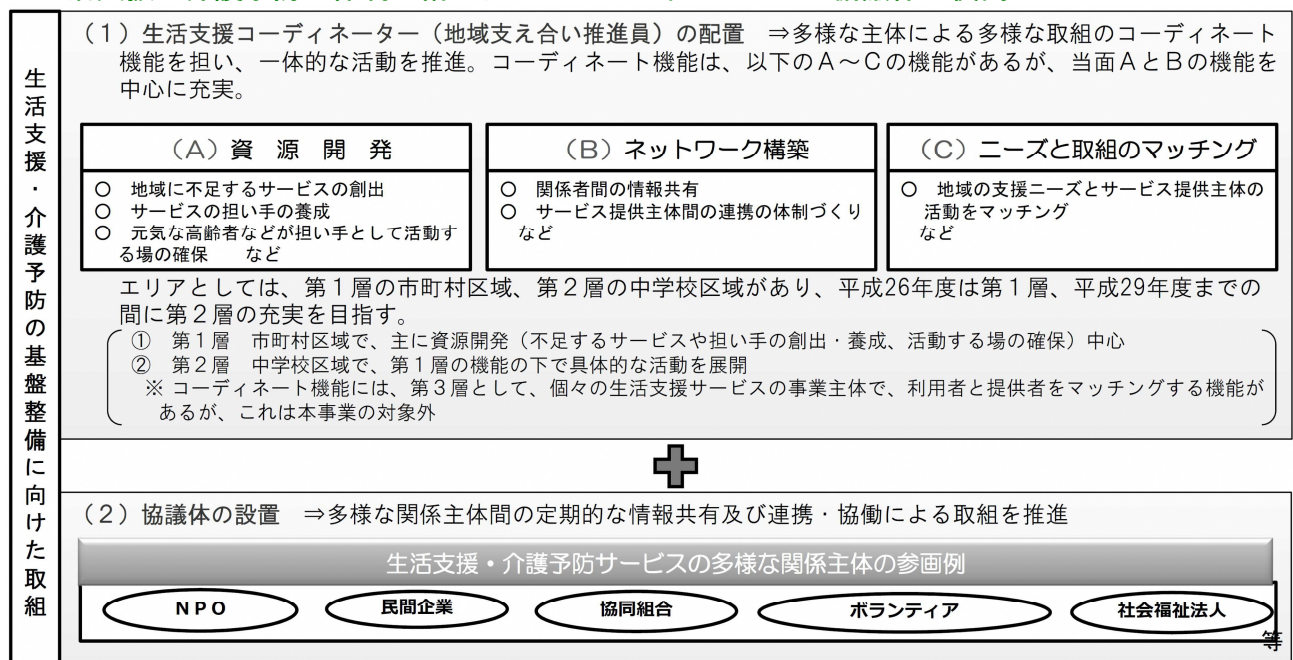 生活支援・介護予防の基盤整備に向けた取組
（1）生活支援コーディネーター（地域支え合い推進員）の配置　⇒多様な主体による多様な取組のコーディネート
機能を担い、一体的な活動を推進。コーディネート機能は、以下のA～Cの機能があるが、当面AとBの機能を
中心に充実。
（A）資　源　開　発
○　地域に不足するサービスの創出
○　サービスの担い手の養成
○　元気な高齢者などが担い手として活動す
る場の確保　　など
（B）ネットワーク構築
○　関係者間の情報共有
○　サービス提供主体間の連携の体制づくり
など
（C）ニーズと取組のマッチング
○　地域の支援ニーズとサービス提供主体の
活動をマッチング
など
エリアとしては、第1層の市町村区域、第2層の中学校区域があり、平成26年度は第1層、平成29年度までの
間に第2層の充実を目指す。
①　第1層　市町村区域で、主に資源開発（不足するサービスや担い手の創出・養成、活動する場の確保）中心
②　第2層　中学校区域で、第1層の機能の下で具体的な活動を展開
※ コーディネート機能には、第3層として、個々の生活支援サービスの事業主体で、利用者と提供者をマッチングする機能が
あるが、これは本事業の対象外
（2）協議体の設置　⇒多様な関係主体間の定期的な情報共有及び連携・協働による取組を推進
生活支援・介護予防サービスの多様な関係主体の参画例
NPO　民間企業　協同組合　ボランティア　社会福祉法人
等